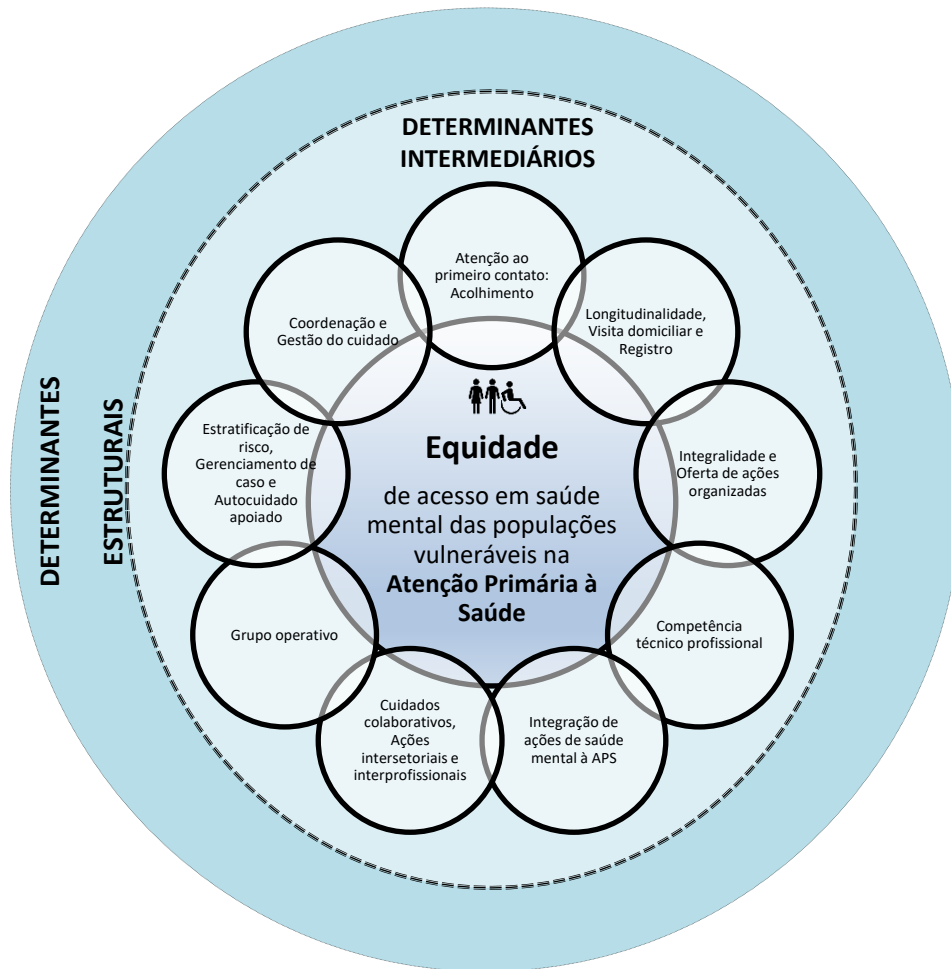 DETERMINANTES
INTERMEDIÁRIOS
Atenção ao
primeiro contato:
Acolhimento
Longitudinalidade,
Visita domiciliar e
Registro
Integralidade e
Oferta de ações
organizadas
Competência
técnico profissional
Integração de
ações de saúde
mental à APS
Cuidados
colaborativos,
Ações
intersetoriais e
interprofissionais
Grupo operativo
Estratificação de
risco,
Gerenciamento de
caso e
Autocuidado
apoiado
Coordenação e
Gestão do cuidado
Equidade
de acesso em saúde
mental das populações
vulneráveis na
Atenção Primária à
Saúde
DETERMINANTES
ESTRUTURAIS